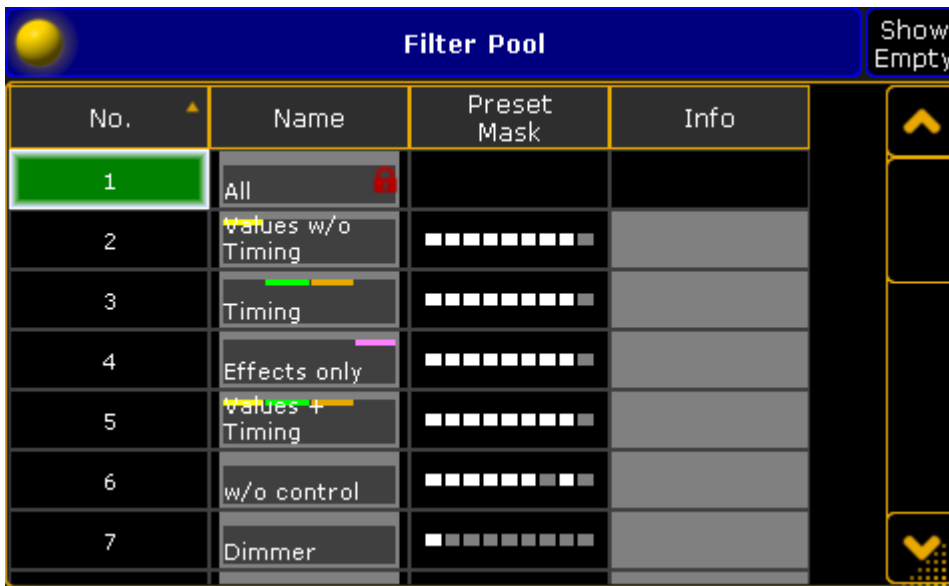 Filter Pool
Show
Empty
No.
Name
Preset
Mask
Info
1
All
2
Values w/o
Timing
3
Timing
4
Effects only
5
Values +
Timing
6
w/o control
7
Dimmer